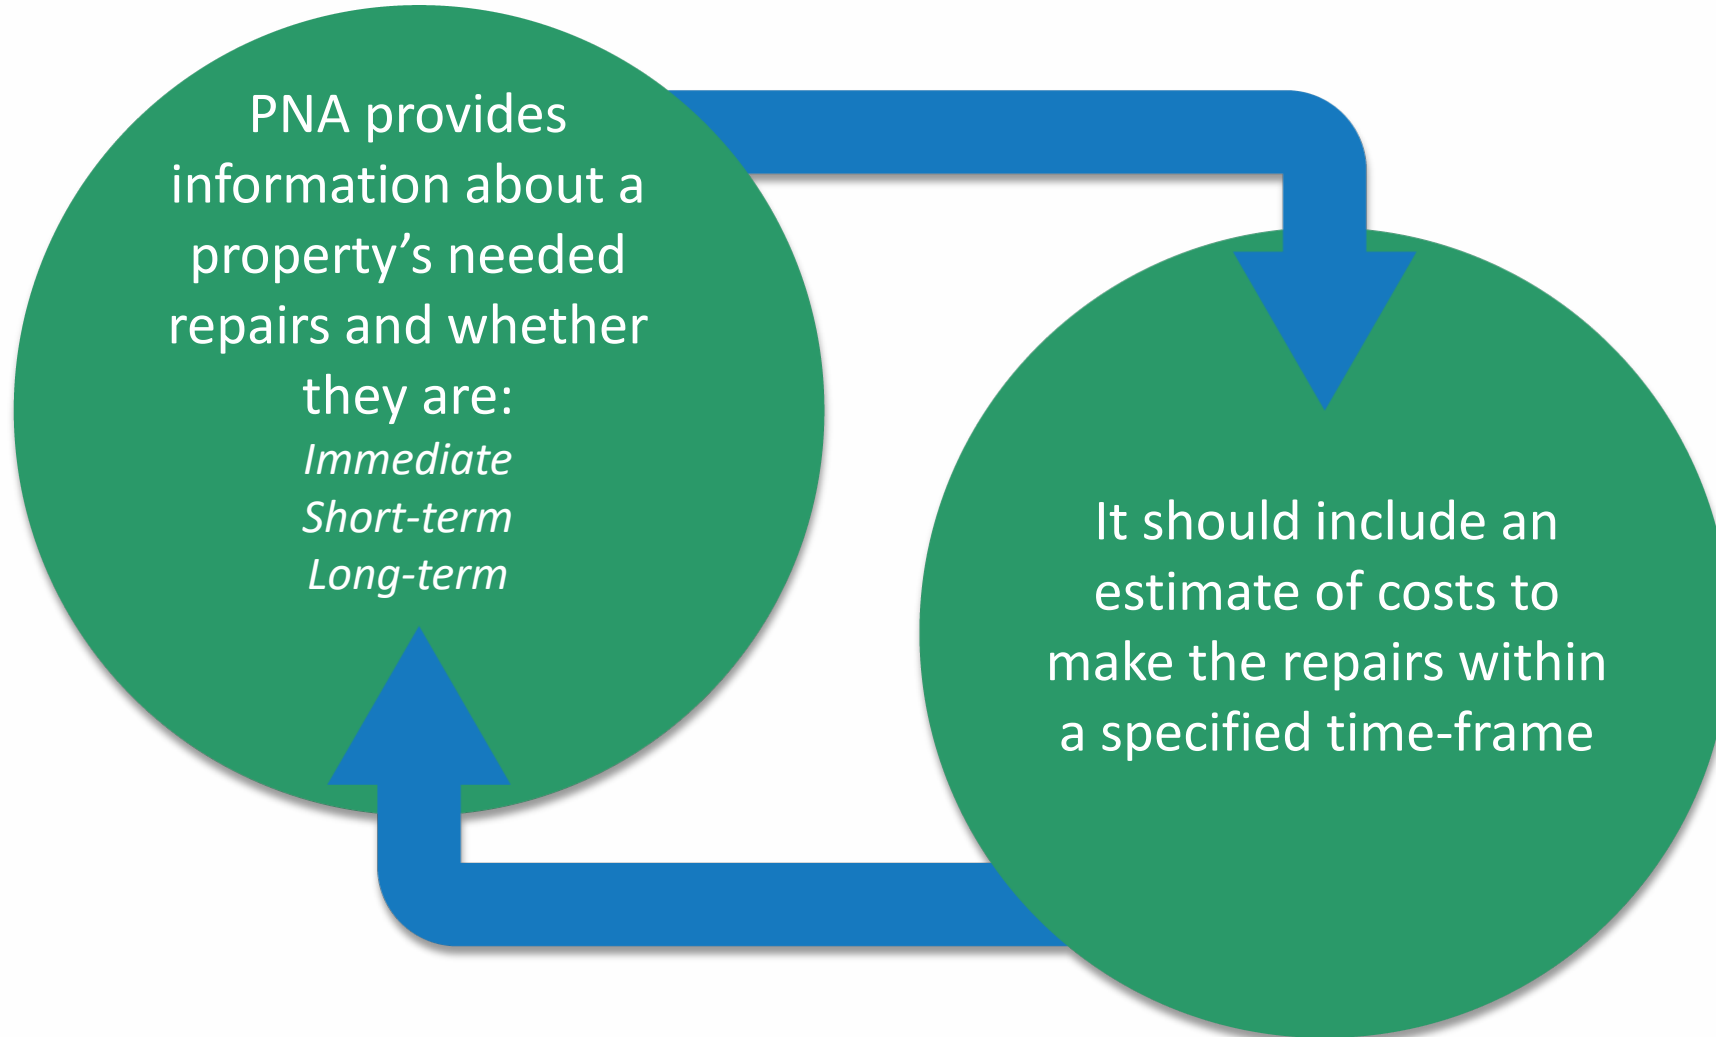 PNA provides
information about a
property’s needed
repairs and whether
they are:
Immediate
Short-term
Long-term
It should include an
estimate of costs to
make the repairs within
a specified time-frame